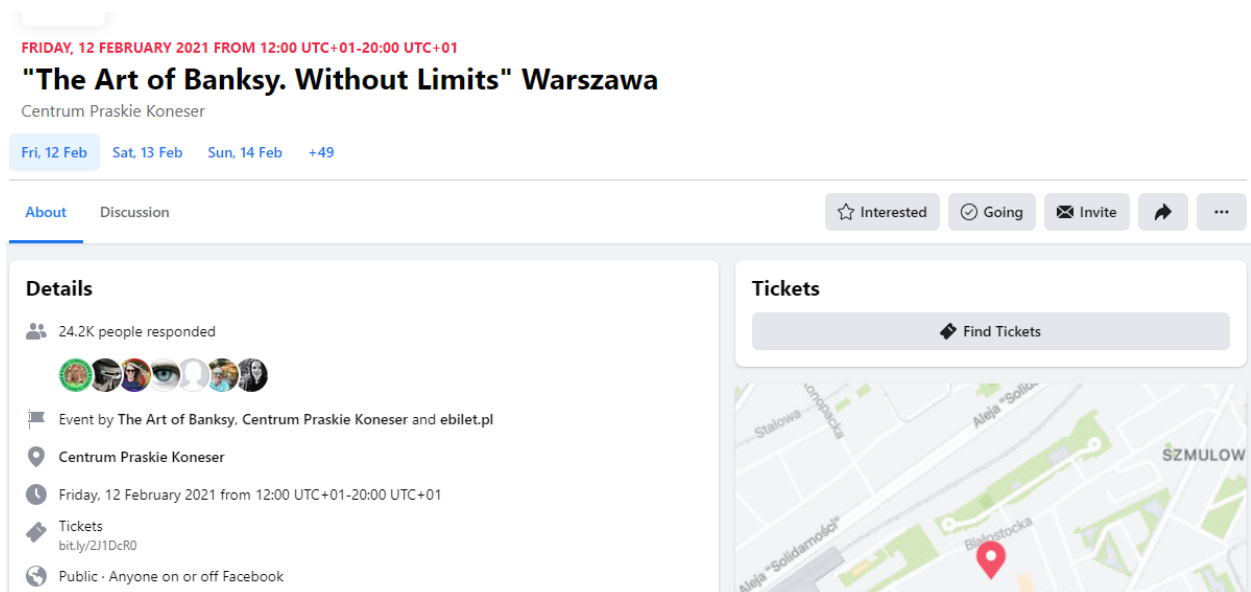 FRIDAY, 12 FEBRUARY 2021 FROM 12:00 UTC+01-20:00 UTC+01
"The Art of Banksy. Without Limits" Warszawa
Centrum Praskie Koneser
Fri, 12 Feb Sat, 13 Feb Sun, 14 Feb +49
About Discussion Interested Going Invite
Details
24.2K people responded
Event by The Art of Banksy, Centrum Praskie Koneser and ebilet.pl
Centrum Praskie Koneser
Friday, 12 February 2021 from 12:00 UTC+01-20:00 UTC+01
Tickets
bit.ly/2J1DcR0
Public · Anyone on or off Facebook
Tickets
Find Tickets
Stalowa
Aleja
SZMULOW
Białostocka
Aleja "Solidarności"